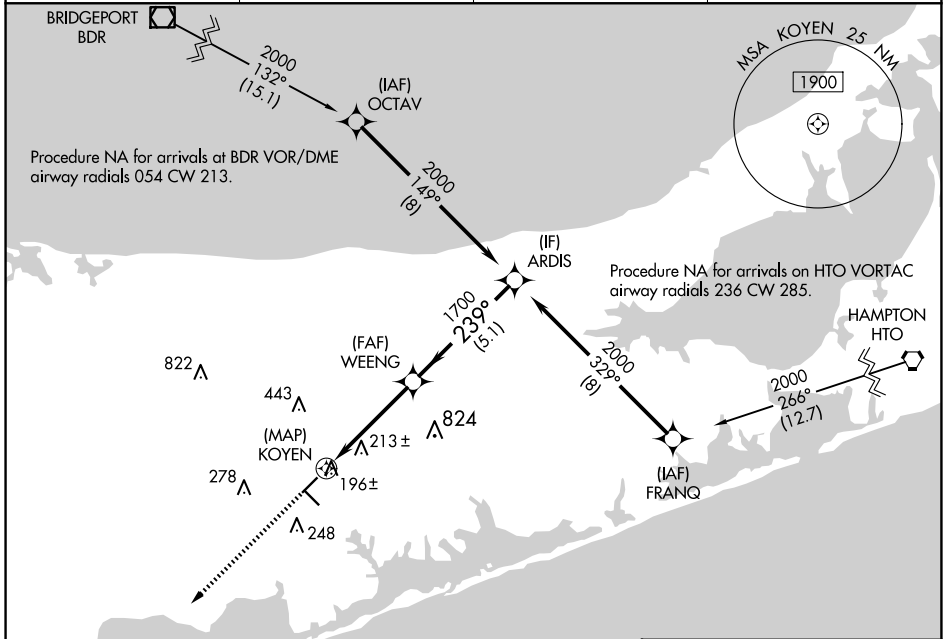 BRIDGEPORT
BDR
2000
132°
(15.1)
(IAF)
OCTAV
MSA KOYEN 25 NM
1900
Procedure NA for arrivals at BDR VOR/DME
airway radials 054 CW 213.
2000
149°
(8)
(IF)
ARDIS
Procedure NA for arrivals on HTO VORTAC
airway radials 236 CW 285.
HAMPTON
HTO
1700
239°
(5.1)
(FAF)
WEENG
2000
329°
(8)
2000
266°
(12.7)
822
443
824
(MAP)
KOYEN
213±
278
196±
248
(IAF)
FRANQ